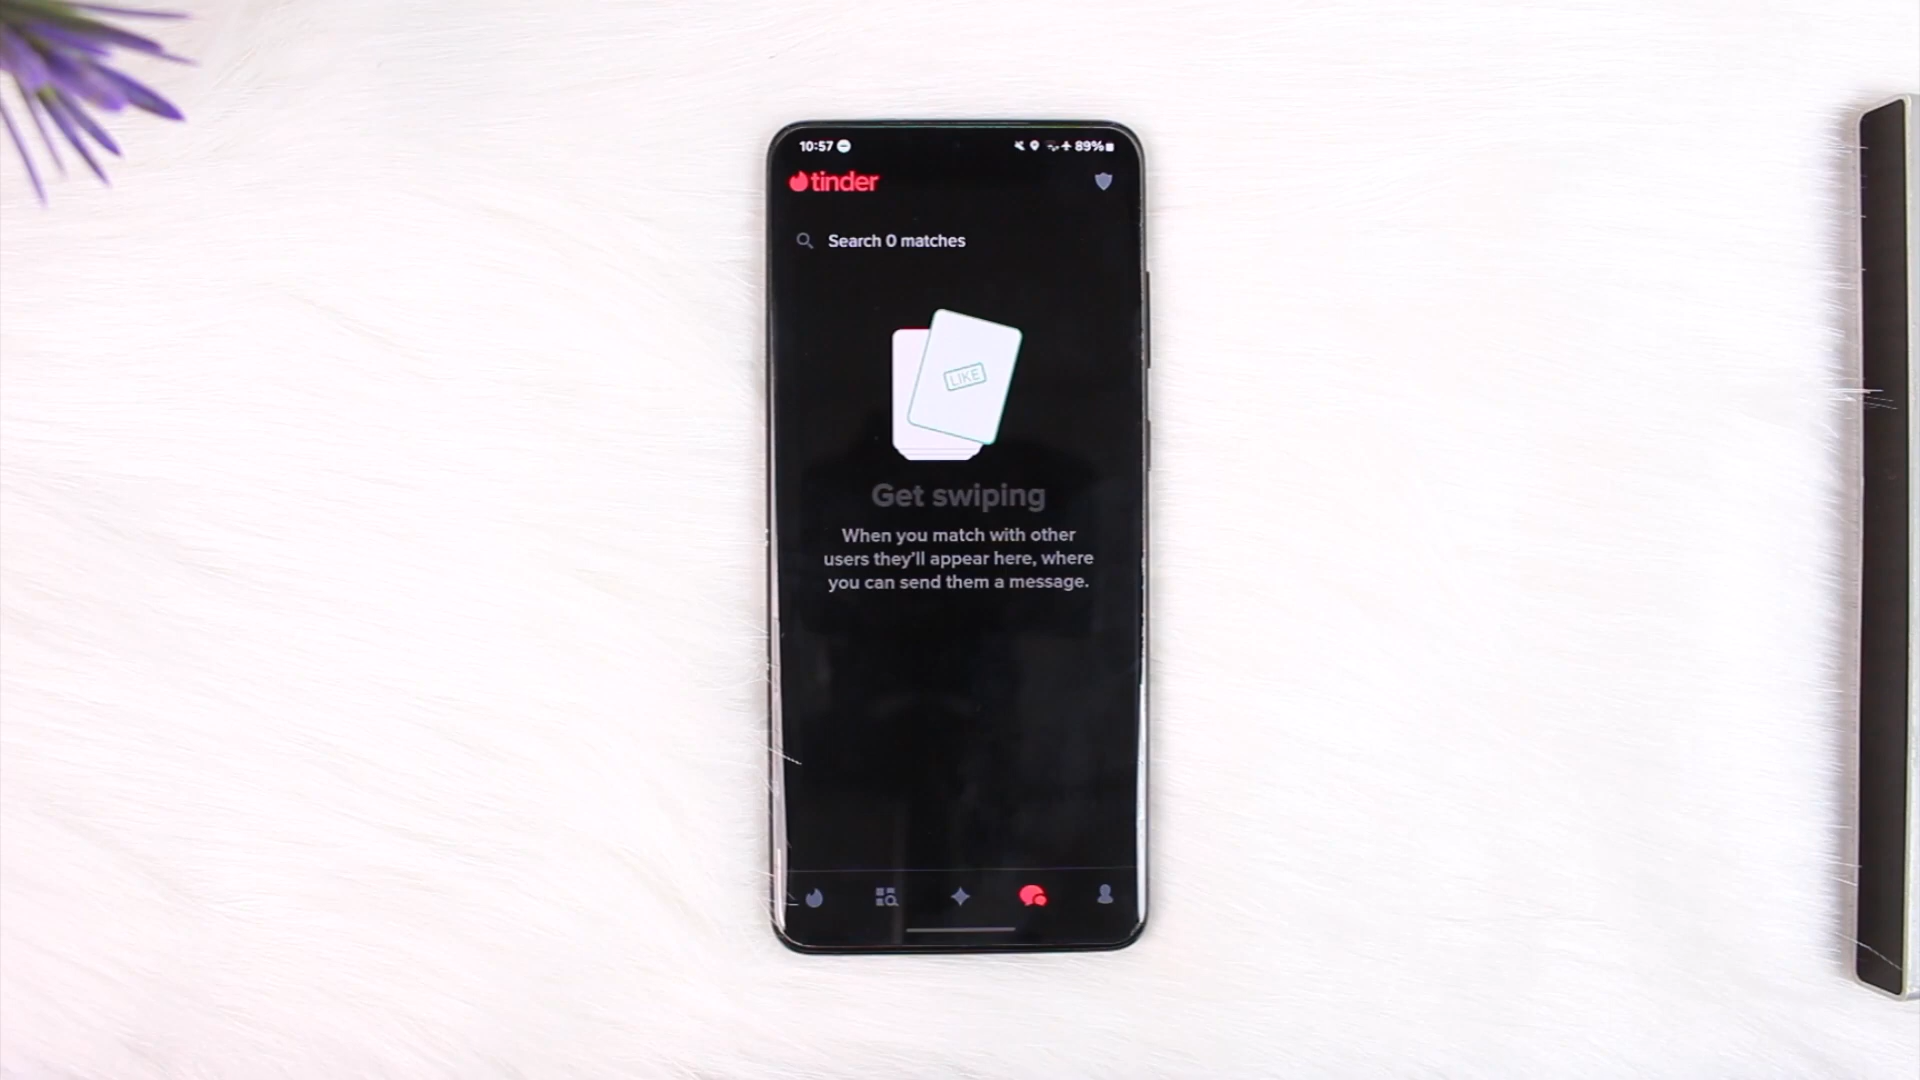 10:57 89%
tinder
Search 0 matches
LIKE
Get swiping
When you match with other
users they'll appear here, where
you can send them a message.